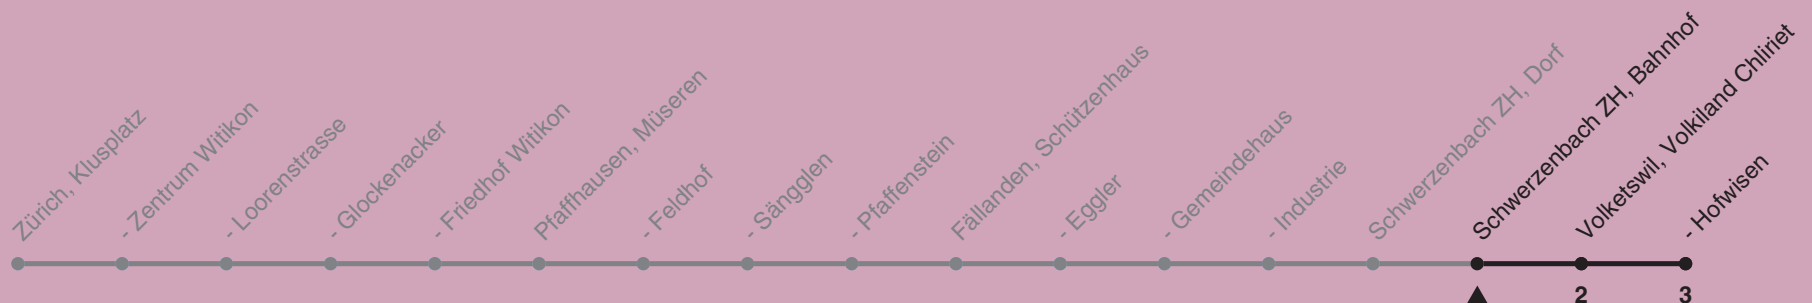 Zürich, Klusplatz
- Zentrum Witikon
- Loorenstrasse
- Glockenacker
- Friedhof Witikon
Pfaffhausen, Müseren
- Feldhof
- Sängglen
- Pfaffenstein
Fällanden, Schützenhaus
- Eggler
- Gemeindehaus
- Industrie
Schwerzenbach ZH, Dorf
Schwerzenbach ZH, Bahnhof
Volketswil, Volkiland Chliriet
- Hofwisen
2
3